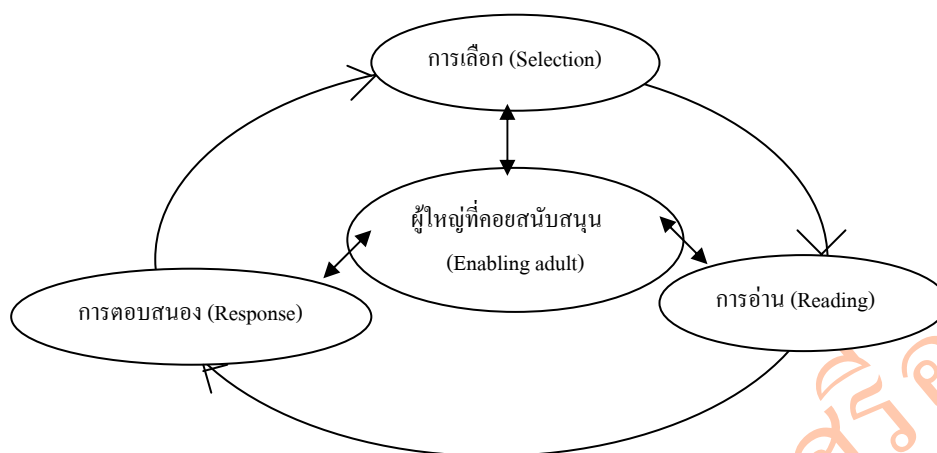 การเลือก (Selection)
ผู้ใหญ่ที่คอยสนับสนุน
(Enabling adult)
การตอบสนอง (Response)
การอ่าน (Reading)